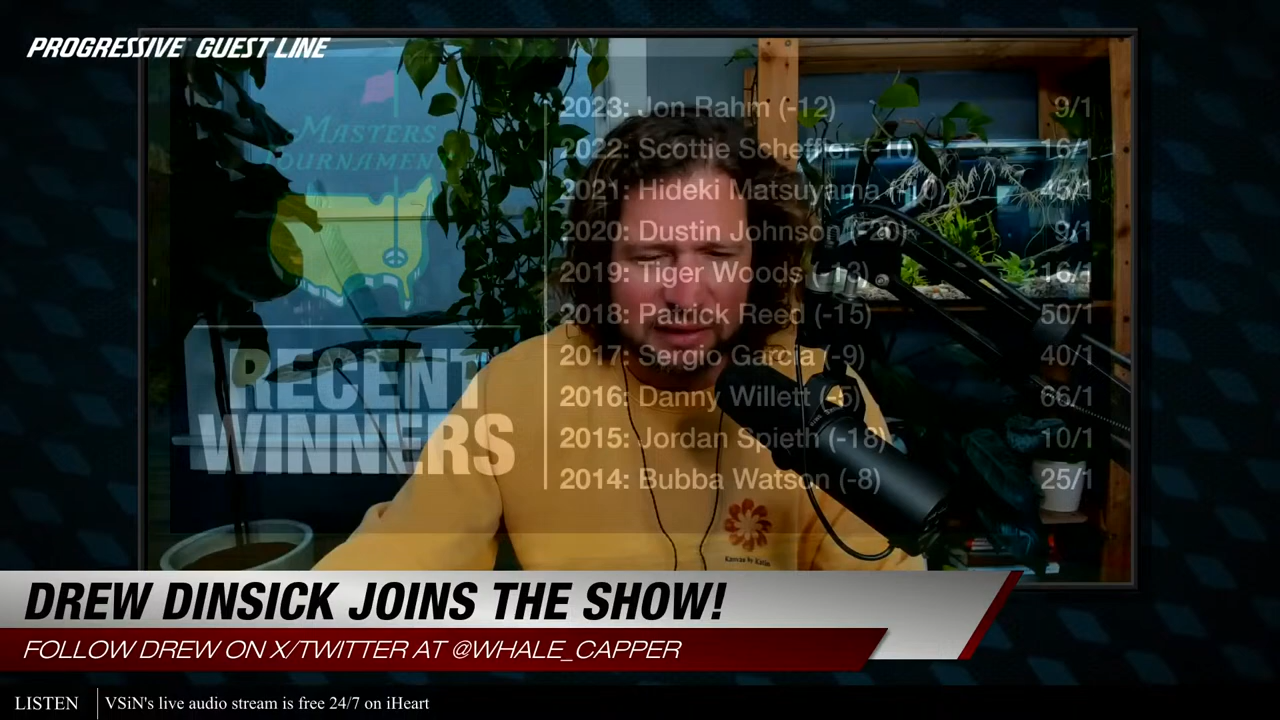 PROGRESSIVE GUEST LINE
MASTERS
TOURNAMENT
RECENT
WINNERS
2023: Jon Rahm (-12) 9/1
2022: Scottie Scheffler (-10) 16/1
2021: Hideki Matsuyama (-10) 45/1
2020: Dustin Johnson (-20) 9/1
2019: Tiger Woods (-13) 16/1
2018: Patrick Reed (-15) 50/1
2017: Sergio Garcia (-9) 40/1
2016: Danny Willett (-5) 66/1
2015: Jordan Spieth (-18) 10/1
2014: Bubba Watson (-8) 25/1
Kanvas by Katin
DREW DINSICK JOINS THE SHOW!
FOLLOW DREW ON X/TWITTER AT @WHALE_CAPPER
LISTEN VSiN's live audio stream is free 24/7 on iHeart